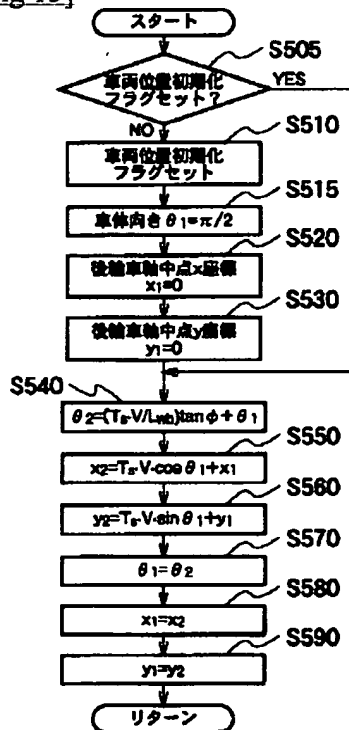 スタート
S505
車両位置初期化
フラグセット?
YES
NO
S510
車両位置初期化
フラグセット
S515
車体向きθ1=π/2
S520
後輪車軸中点x座標
x1=0
S530
後輪車軸中点y座標
y1=0
S540
θ2=(Ts·V/Lwb)tanφ+θ1
S550
x2=Ts·V·cosθ1+x1
S560
y2=Ts·V·sinθ1+y1
S570
θ1=θ2
S580
x1=x2
S590
y1=y2
リターン